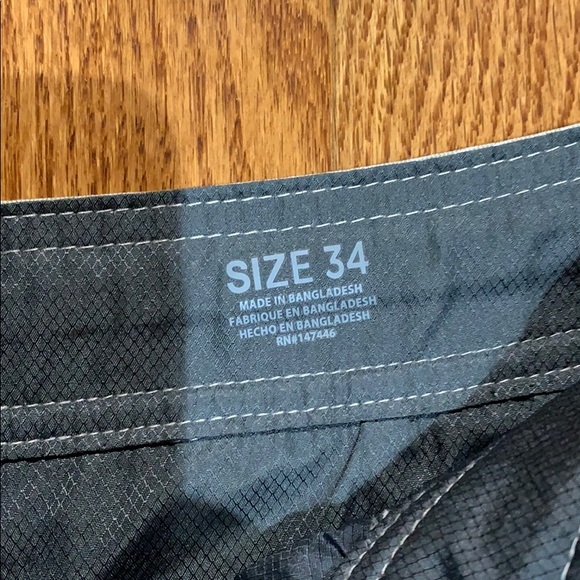 SIZE 34
MADE IN BANGLADESH
FABRIQUE EN BANGLADESH
HECHO EN BANGLADESH
RN#147446